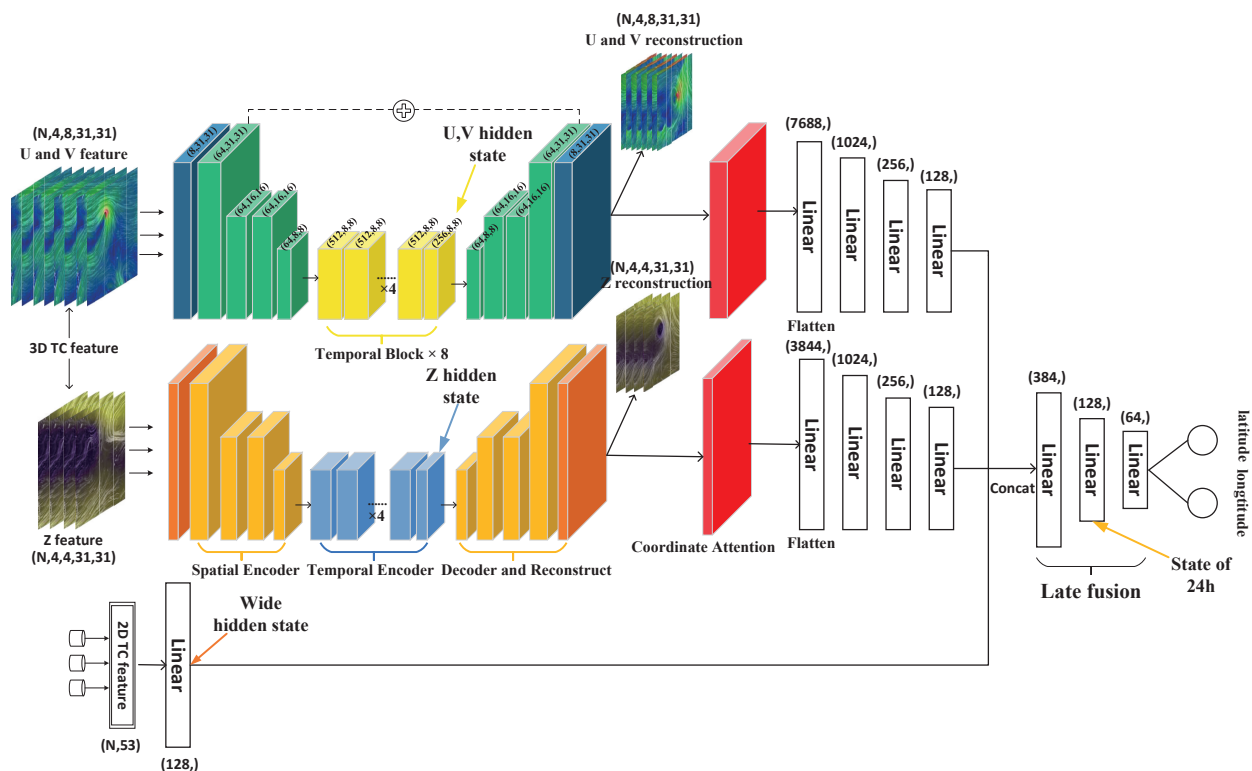 (N,4,8,31,31)
U and V reconstruction
(N,4,8,31,31)
U and V feature
(8,31,31)
(64,31,31)
(64,16,16)
(64,16,16)
(64,8,8)
U,V hidden
state
(512,8,8)
(512,8,8)
......
×4
(512,8,8)
(256,8,8)
(64,8,8)
(64,16,16)
(64,16,16)
(64,31,31)
(8,31,31)
Temporal Block × 8
(7688,)
Linear
Flatten
(1024,)
Linear
(256,)
Linear
(128,)
Linear
3D TC feature
(N,4,4,31,31)
Z reconstruction
Z hidden
state
......
×4
Z feature
(N,4,4,31,31)
Spatial Encoder
Temporal Encoder
Decoder and Reconstruct
Coordinate Attention
(3844,)
Linear
Flatten
(1024,)
Linear
(256,)
Linear
(128,)
Linear
Concat
(384,)
Linear
(128,)
Linear
(64,)
Linear
latitude longtitude
Late fusion
State of
24h
2D TC feature
(N,53)
Linear
(128,)
Wide
hidden state